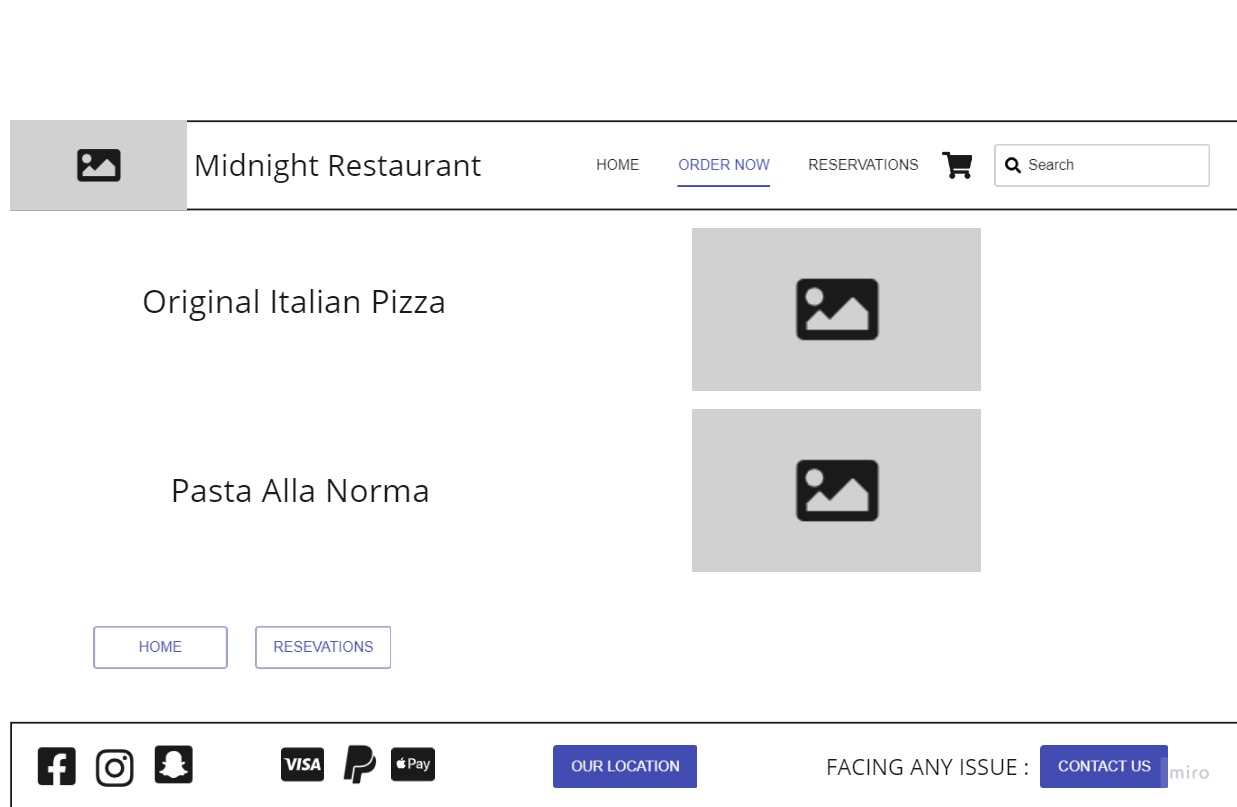 Midnight Restaurant
HOME
ORDER NOW
RESERVATIONS
Search
Original Italian Pizza
Pasta Alla Norma
HOME
RESEVATIONS
VISA
Pay
OUR LOCATION
FACING ANY ISSUE :
CONTACT US
miro